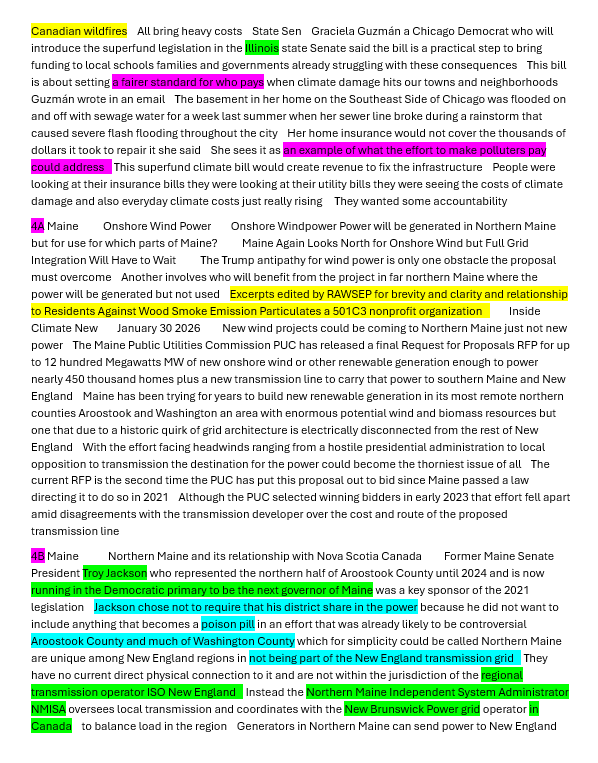 Canadian wildfires    All bring heavy costs    State Sen    Graciela Guzmán a Chicago Democrat who will
introduce the superfund legislation in the Illinois state Senate said the bill is a practical step to bring
funding to local schools families and governments already struggling with these consequences    This bill
is about setting a fairer standard for who pays when climate damage hits our towns and neighborhoods
Guzmán wrote in an email    The basement in her home on the Southeast Side of Chicago was flooded on
and off with sewage water for a week last summer when her sewer line broke during a rainstorm that
caused severe flash flooding throughout the city    Her home insurance would not cover the thousands of
dollars it took to repair it she said    She sees it as an example of what the effort to make polluters pay
could address    This superfund climate bill would create revenue to fix the infrastructure    People were
looking at their insurance bills they were looking at their utility bills they were seeing the costs of climate
damage and also everyday climate costs just really rising    They wanted some accountability
4A Maine    Onshore Wind Power    Onshore Windpower Power will be generated in Northern Maine
but for use for which parts of Maine?    Maine Again Looks North for Onshore Wind but Full Grid
Integration Will Have to Wait    The Trump antipathy for wind power is only one obstacle the proposal
must overcome    Another involves who will benefit from the project in far northern Maine where the
power will be generated but not used    Excerpts edited by RAWSEP for brevity and clarity and relationship
to Residents Against Wood Smoke Emission Particulates a 501C3 nonprofit organization    Inside
Climate New    January 30 2026    New wind projects could be coming to Northern Maine just not new
power    The Maine Public Utilities Commission PUC has released a final Request for Proposals RFP for up
to 12 hundred Megawatts MW of new onshore wind or other renewable generation enough to power
nearly 450 thousand homes plus a new transmission line to carry that power to southern Maine and New
England    Maine has been trying for years to build new renewable generation in its most remote northern
counties Aroostook and Washington an area with enormous potential wind and biomass resources but
one that due to a historic quirk of grid architecture is electrically disconnected from the rest of New
England    With the effort facing headwinds ranging from a hostile presidential administration to local
opposition to transmission the destination for the power could become the thorniest issue of all    The
current RFP is the second time the PUC has put this proposal out to bid since Maine passed a law
directing it to do so in 2021    Although the PUC selected winning bidders in early 2023 that effort fell apart
amid disagreements with the transmission developer over the cost and route of the proposed
transmission line
4B Maine    Northern Maine and its relationship with Nova Scotia Canada    Former Maine Senate
President Troy Jackson who represented the northern half of Aroostook County until 2024 and is now
running in the Democratic primary to be the next governor of Maine was a key sponsor of the 2021
legislation    Jackson chose not to require that his district share in the power because he did not want to
include anything that becomes a poison pill in an effort that was already likely to be controversial
Aroostook County and much of Washington County which for simplicity could be called Northern Maine
are unique among New England regions in not being part of the New England transmission grid    They
have no current direct physical connection to it and are not within the jurisdiction of the regional
transmission operator ISO New England    Instead the Northern Maine Independent System Administrator
NMISA oversees local transmission and coordinates with the New Brunswick Power grid operator in
Canada    to balance load in the region    Generators in Northern Maine can send power to New England